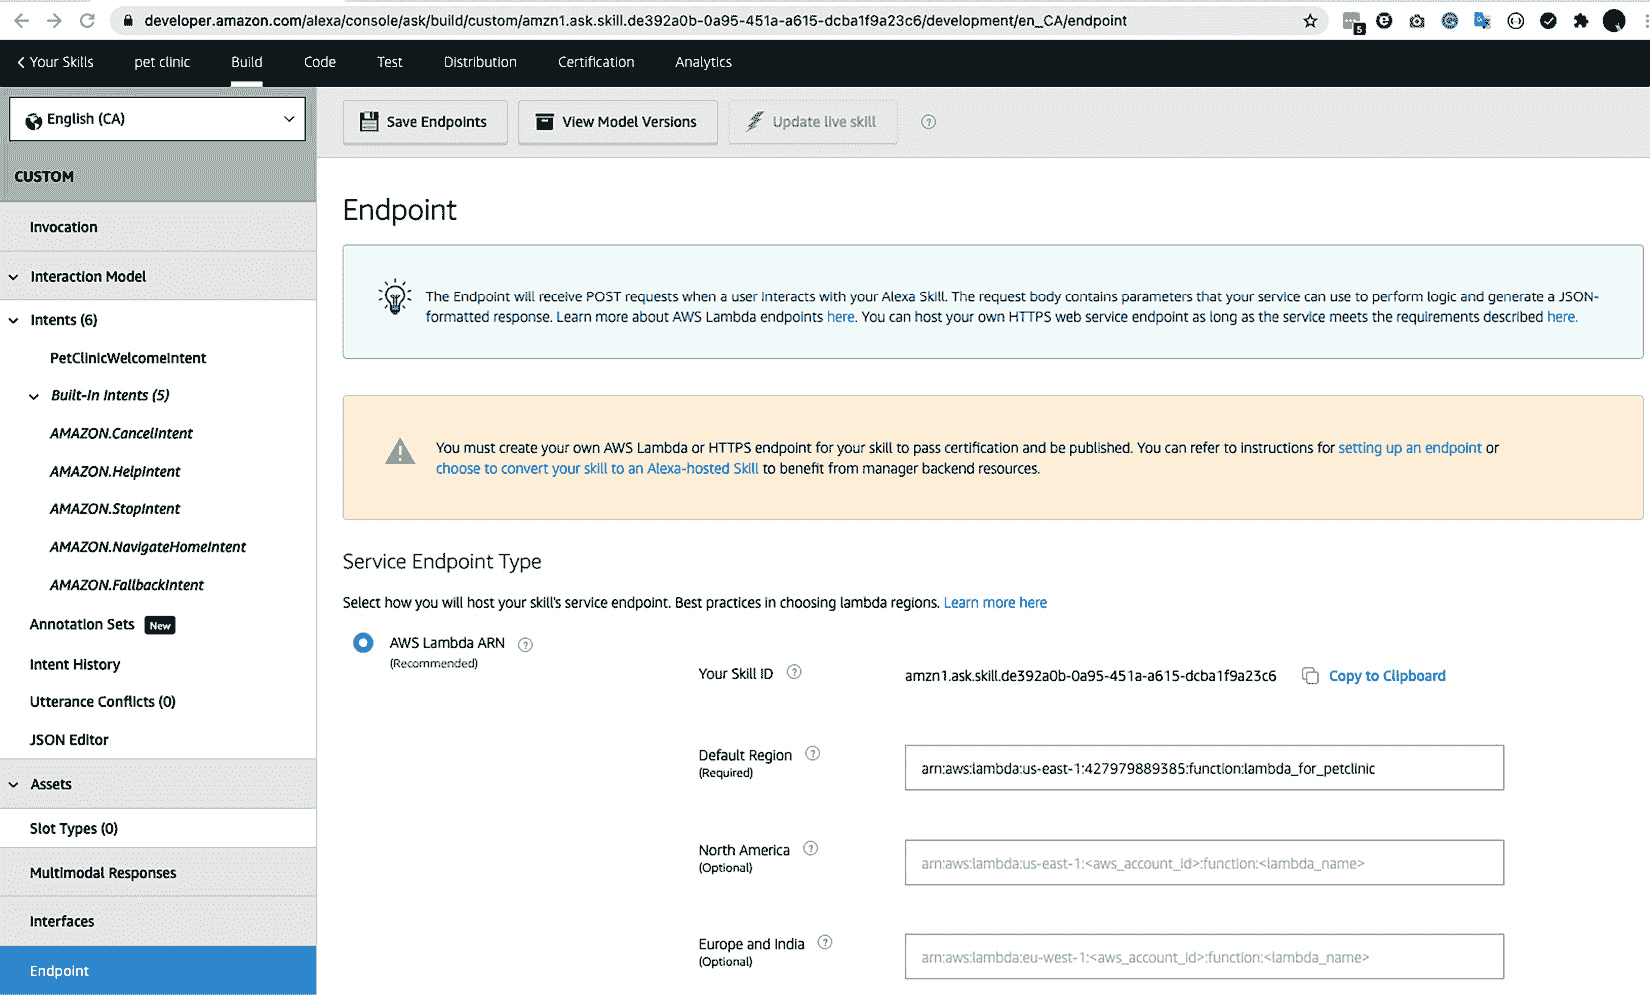 developer.amazon.com/alexa/console/ask/build/custom/amzn1.ask.skill.de392a0b-0a95-451a-a615-dcba1f9a23c6/development/en_CA/endpoint
5
Your Skills
pet clinic
Build
Code
Test
Distribution
Certification
Analytics
English (CA)
CUSTOM
Invocation
Interaction Model
Intents (6)
PetClinicWelcomeIntent
Built-In Intents (5)
AMAZON.CancelIntent
AMAZON.HelpIntent
AMAZON.StopIntent
AMAZON.NavigateHomeIntent
AMAZON.FallbackIntent
Annotation Sets New
Intent History
Utterance Conflicts (0)
JSON Editor
Assets
Slot Types (0)
Multimodal Responses
Interfaces
Endpoint
Save Endpoints
View Model Versions
Update live skill
?
Endpoint
The Endpoint will receive POST requests when a user interacts with your Alexa Skill. The request body contains parameters that your service can use to perform logic and generate a JSON-
formatted response. Learn more about AWS Lambda endpoints here. You can host your own HTTPS web service endpoint as long as the service meets the requirements described here.
You must create your own AWS Lambda or HTTPS endpoint for your skill to pass certification and be published. You can refer to instructions for setting up an endpoint or
choose to convert your skill to an Alexa-hosted Skill to benefit from manager backend resources.
Service Endpoint Type
Select how you will host your skill's service endpoint. Best practices in choosing lambda regions. Learn more here
AWS Lambda ARN ?
(Recommended)
Your Skill ID ?
amzn1.ask.skill.de392a0b-0a95-451a-a615-dcba1f9a23c6
Copy to Clipboard
Default Region ?
(Required)
arn:aws:lambda:us-east-1:427979889385:function:lambda_for_petclinic
North America ?
(Optional)
arn:aws:lambda:us-east-1:<aws_account_id>:function:<lambda_name>
Europe and India ?
(Optional)
arn:aws:lambda:eu-west-1:<aws_account_id>:function:<lambda_name>